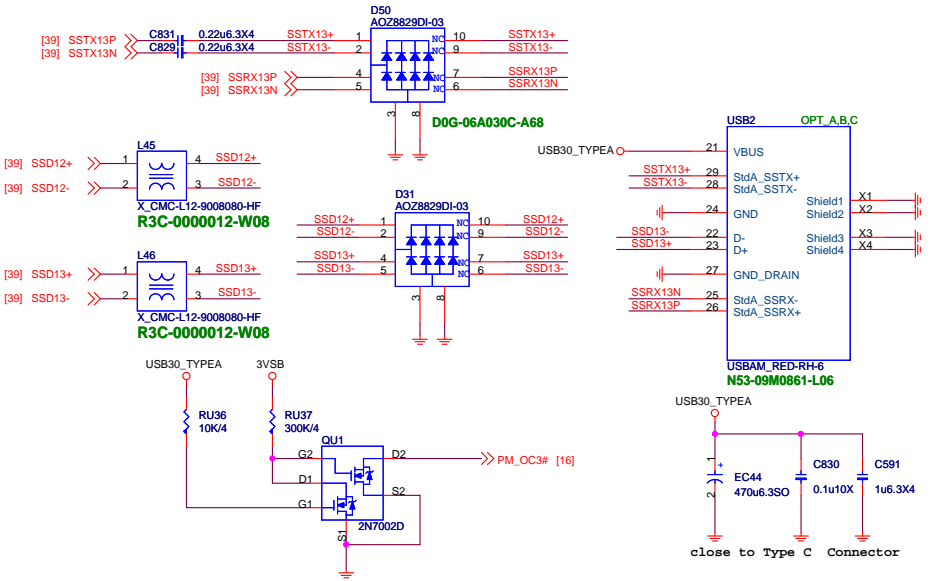 D50
AOZ8829DI-03
C831 0.22u6.3X4 SSTX13+ 1 NC 10 SSTX13+
[39] SSTX13P
C829 0.22u6.3X4 SSTX13- 2 NC 9 SSTX13-
[39] SSTX13N
[39] SSRX13P 4 NC 7 SSRX13P
[39] SSRX13N 5 NC 6 SSRX13N
3 8
D0G-06A030C-A68
L45
[39] SSD12+ 1 4 SSD12+
[39] SSD12- 2 3 SSD12-
X_CMC-L12-9008080-HF
R3C-0000012-W08
D31
AOZ8829DI-03
SSD12+ 1 NC 10 SSD12+
SSD12- 2 NC 9 SSD12-
SSD13+ 4 NC 7 SSD13+
SSD13- 5 NC 6 SSD13-
3 8
L46
[39] SSD13+ 1 4 SSD13+
[39] SSD13- 2 3 SSD13-
X_CMC-L12-9008080-HF
R3C-0000012-W08
USB2 OPT_A,B,C
USB30_TYPEA 21 VBUS
SSTX13+ 29 StdA_SSTX+
SSTX13- 28 StdA_SSTX-
Shield1 X1
24 GND Shield2 X2
SSD13- 22 D- Shield3 X3
SSD13+ 23 D+ Shield4 X4
27 GND_DRAIN
SSRX13N 25 StdA_SSRX-
SSRX13P 26 StdA_SSRX+
USBAM_RED-RH-6
N53-09M0861-L06
USB30_TYPEA 3VSB
RU36
10K/4
RU37
300K/4
QU1
G2 D2 PM_OC3# [16]
D1 S2
G1
2N7002D
S1
USB30_TYPEA
1 +
EC44
470u6.3SO
2
C830
0.1u10X
C591
1u6.3X4
close to Type C Connector